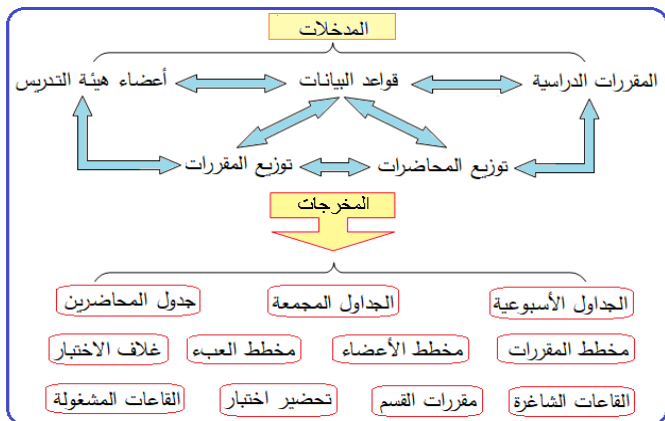 المدخلات
المقررات الدراسية قواعد البيانات أعضاء هيئة التدريس
توزيع المحاضرات توزيع المقررات
المخرجات
الجداول الأسبوعية الجداول المجمعة جدول المحاضرين
مخطط المقررات مخطط الأعضاء مخطط العبء غلاف الاختبار
القاعات الشاغرة مقررات القسم تحضير اختبار القاعات المشغولة